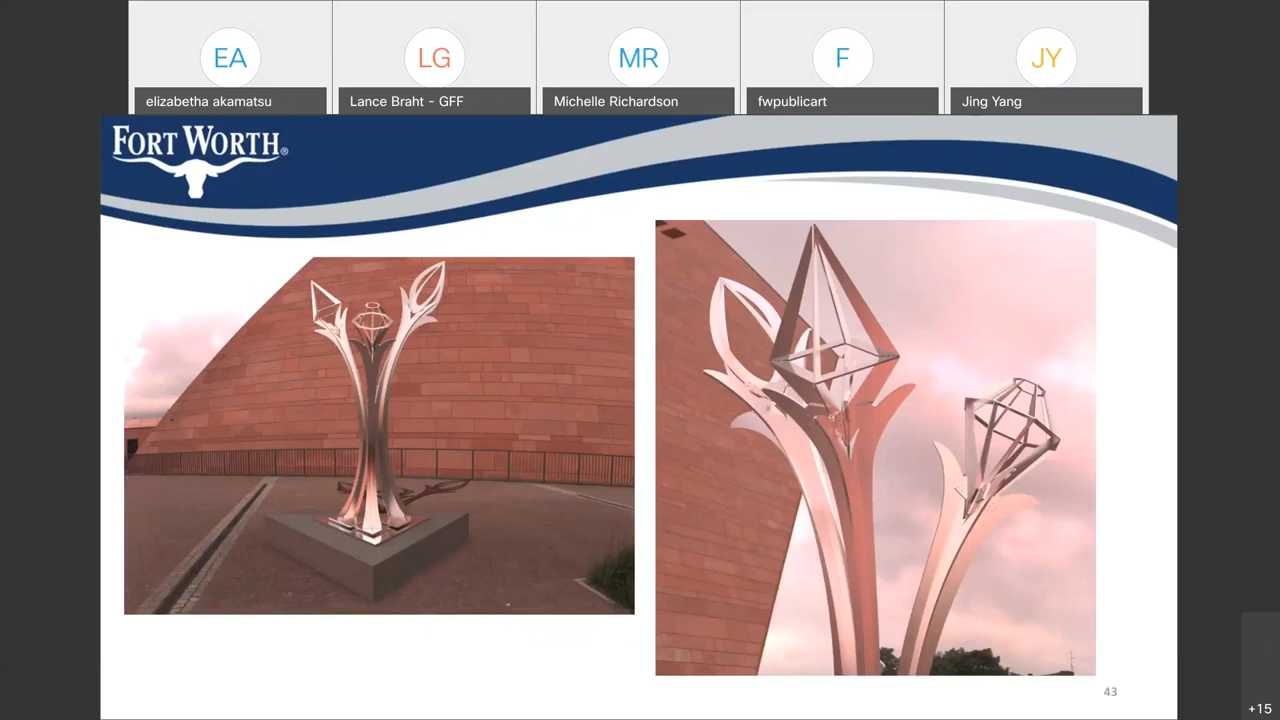 EA
LG
MR
F
JY
elizabetha akamatsu
Lance Braht - GFF
Michelle Richardson
fwpublicart
Jing Yang
FORT WORTH®
43
+15